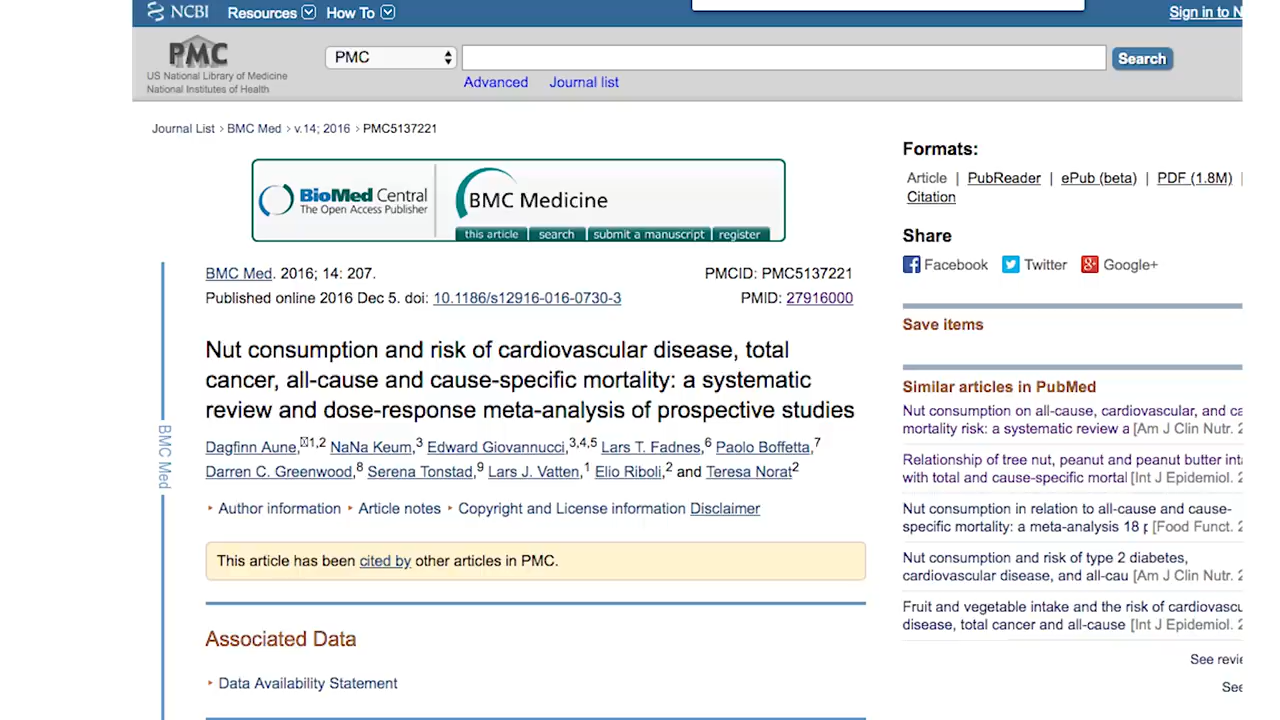 NCBI Resources How To Sign in to N
PMC
US National Library of Medicine
National Institutes of Health
PMC
Search
Advanced Journal list
Journal List › BMC Med › v.14; 2016 › PMC5137221
BioMed Central
The Open Access Publisher
BMC Medicine
this article search submit a manuscript register
BMC Med. 2016; 14: 207.
Published online 2016 Dec 5. doi: 10.1186/s12916-016-0730-3
PMCID: PMC5137221
PMID: 27916000
Nut consumption and risk of cardiovascular disease, total
cancer, all-cause and cause-specific mortality: a systematic
review and dose-response meta-analysis of prospective studies
Dagfinn Aune,1,2 NaNa Keum,3 Edward Giovannucci,3,4,5 Lars T. Fadnes,6 Paolo Boffetta,7
Darren C. Greenwood,8 Serena Tonstad,9 Lars J. Vatten,1 Elio Riboli,2 and Teresa Norat2
Author information Article notes Copyright and License information Disclaimer
This article has been cited by other articles in PMC.
Associated Data
Data Availability Statement
BMC Med
Formats:
Article | PubReader | ePub (beta) | PDF (1.8M) |
Citation
Share
Facebook Twitter Google+
Save items
Similar articles in PubMed
Nut consumption on all-cause, cardiovascular, and ca
mortality risk: a systematic review a [Am J Clin Nutr. 2
Relationship of tree nut, peanut and peanut butter int
with total and cause-specific mortal [Int J Epidemiol. 2
Nut consumption in relation to all-cause and cause-
specific mortality: a meta-analysis 18 p [Food Funct. 2
Nut consumption and risk of type 2 diabetes,
cardiovascular disease, and all-cau [Am J Clin Nutr. 2
Fruit and vegetable intake and the risk of cardiovascu
disease, total cancer and all-cause [Int J Epidemiol. 2
See revie
See